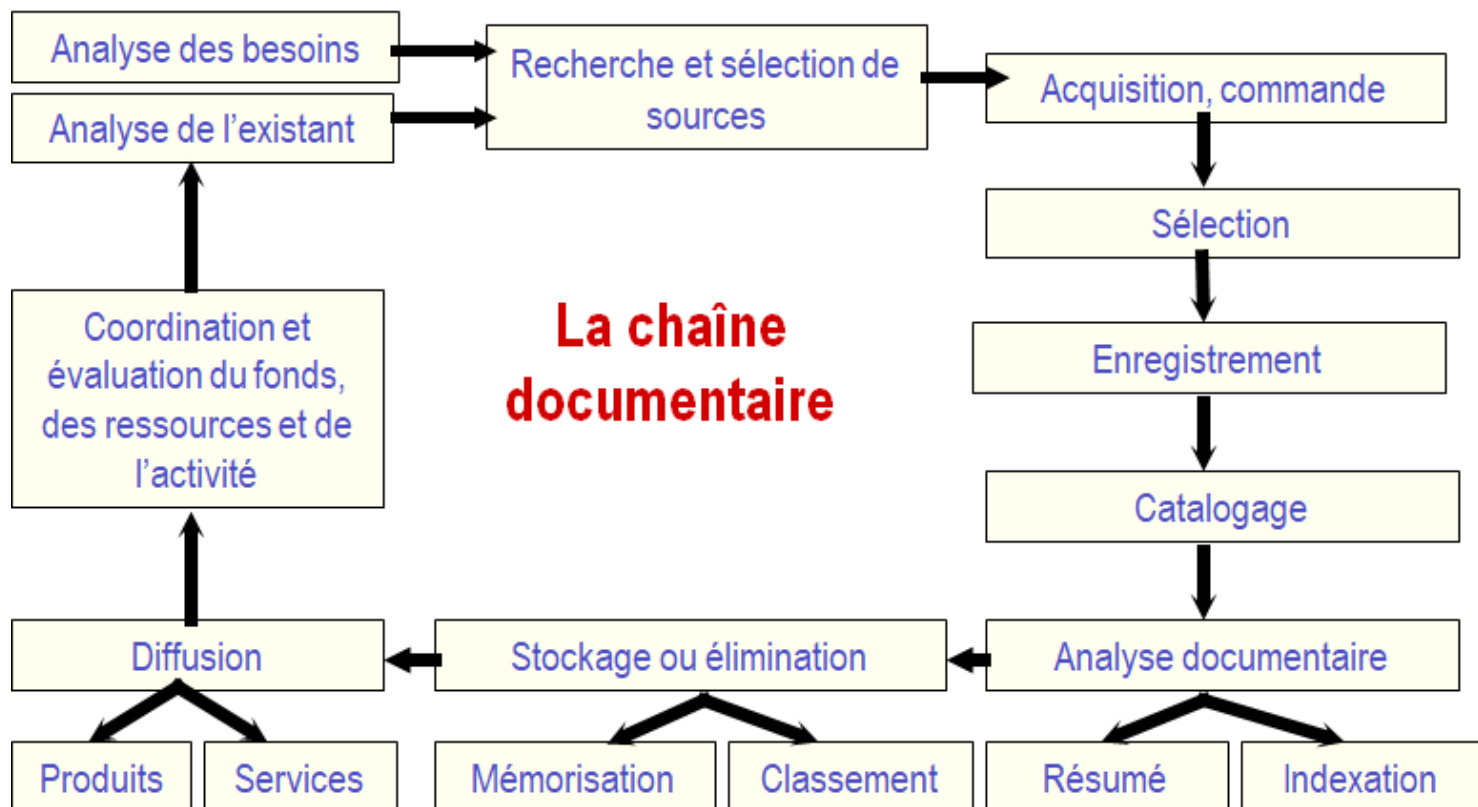 Analyse des besoins
Analyse de l’existant
Recherche et sélection de
sources
Acquisition, commande
Sélection
Enregistrement
Catalogage
Analyse documentaire
Résumé
Indexation
Stockage ou élimination
Mémorisation
Classement
Diffusion
Produits
Services
Coordination et
évaluation du fonds,
des ressources et de
l’activité
La chaîne
documentaire